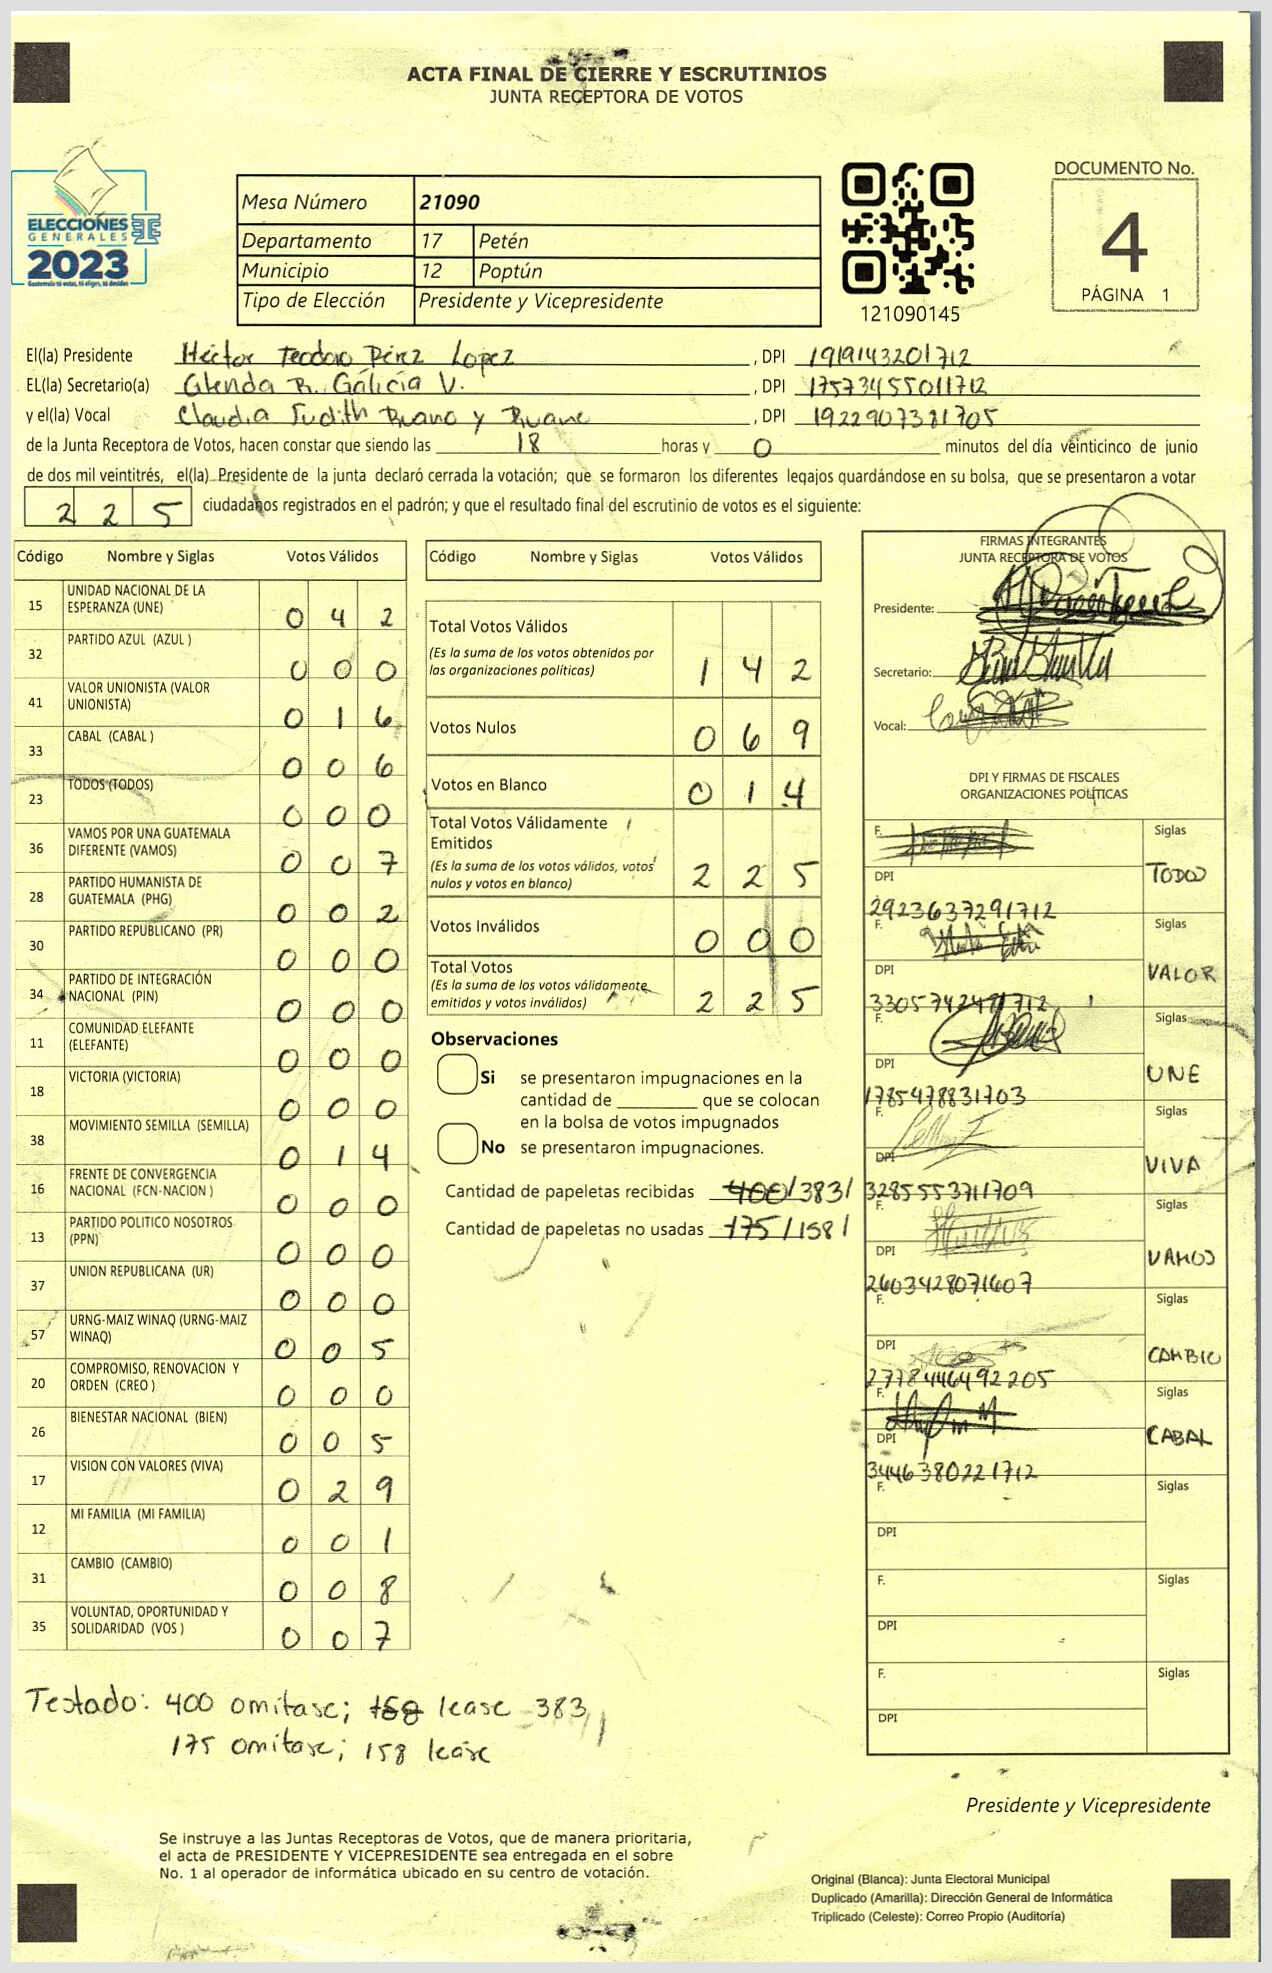 ACTA FINAL DE CIERRE Y ESCRUTINIOS
JUNTA RECEPTORA DE VOTOS
ELECCIONES
GENERALES
2023
Guatemala tú votas, tú eliges, tú decides
Mesa Número 21090
Departamento 17 Petén
Municipio 12 Poptún
Tipo de Elección Presidente y Vicepresidente
121090145
DOCUMENTO No.
4
PÁGINA 1
El(la) Presidente Héctor Teodoro Pérez Lopez , DPI 1919143201712
EL(la) Secretario(a) Glenda R. Galicia V. , DPI 1757345501712
y el(la) Vocal Claudia Judith Ruano y Ruano , DPI 1922907381705
de la Junta Receptora de Votos, hacen constar que siendo las 18 horas y 0 minutos del día veinticinco de junio
de dos mil veintitrés, el(la) Presidente de la junta declaró cerrada la votación; que se formaron los diferentes legajos quardándose en su bolsa, que se presentaron a votar
225 ciudadanos registrados en el padrón; y que el resultado final del escrutinio de votos es el siguiente:
Código Nombre y Siglas Votos Válidos
15 UNIDAD NACIONAL DE LA ESPERANZA (UNE) 0 4 2
32 PARTIDO AZUL (AZUL ) 0 0 0
41 VALOR UNIONISTA (VALOR UNIONISTA) 0 1 6
33 CABAL (CABAL ) 0 0 6
23 TODOS (TODOS) 0 0 0
36 VAMOS POR UNA GUATEMALA DIFERENTE (VAMOS) 0 0 7
28 PARTIDO HUMANISTA DE GUATEMALA (PHG) 0 0 2
30 PARTIDO REPUBLICANO (PR) 0 0 0
34 PARTIDO DE INTEGRACIÓN NACIONAL (PIN) 0 0 0
11 COMUNIDAD ELEFANTE (ELEFANTE) 0 0 0
18 VICTORIA (VICTORIA) 0 0 0
38 MOVIMIENTO SEMILLA (SEMILLA) 0 1 4
16 FRENTE DE CONVERGENCIA NACIONAL (FCN-NACION ) 0 0 0
13 PARTIDO POLITICO NOSOTROS (PPN) 0 0 0
37 UNION REPUBLICANA (UR) 0 0 0
57 URNG-MAIZ WINAQ (URNG-MAIZ WINAQ) 0 0 5
20 COMPROMISO, RENOVACION Y ORDEN (CREO ) 0 0 0
26 BIENESTAR NACIONAL (BIEN) 0 0 5
17 VISION CON VALORES (VIVA) 0 2 9
12 MI FAMILIA (MI FAMILIA) 0 0 1
31 CAMBIO (CAMBIO) 0 0 8
35 VOLUNTAD, OPORTUNIDAD Y SOLIDARIDAD (VOS ) 0 0 7
Código Nombre y Siglas Votos Válidos
Total Votos Válidos 1 4 2
(Es la suma de los votos obtenidos por
las organizaciones políticas)
Votos Nulos 0 6 9
Votos en Blanco 0 1 4
Total Votos Válidamente
Emitidos 2 2 5
(Es la suma de los votos válidos, votos
nulos y votos en blanco)
Votos Inválidos 0 0 0
Total Votos 2 2 5
(Es la suma de los votos válidamente
emitidos y votos inválidos)
Observaciones
Si se presentaron impugnaciones en la
cantidad de ________ que se colocan
en la bolsa de votos impugnados
No se presentaron impugnaciones.
Cantidad de papeletas recibidas 400/383/
Cantidad de papeletas no usadas 175/158/
FIRMAS INTEGRANTES
JUNTA RECEPTORA DE VOTOS
Presidente:
Secretario:
Vocal:
DPI Y FIRMAS DE FISCALES
ORGANIZACIONES POLÍTICAS
F. Siglas
DPI TODOS
2923637291712
F. Siglas
DPI VALOR
3305742491712
F. Siglas
DPI UNE
1785478831703
F. Siglas
DPI VIVA
3285553711709
F. Siglas
DPI VAMOS
2603428071607
F. Siglas
DPI CAMBIO
2778446492205
F. Siglas
DPI CABAL
3446380221712
F. Siglas
DPI
F. Siglas
DPI
F. Siglas
DPI
Testado: 400 omitase; 158 lease 383
175 omitase; 158 lease
Presidente y Vicepresidente
Se instruye a las Juntas Receptoras de Votos, que de manera prioritaria,
el acta de PRESIDENTE Y VICEPRESIDENTE sea entregada en el sobre
No. 1 al operador de informática ubicado en su centro de votación.
Original (Blanca): Junta Electoral Municipal
Duplicado (Amarilla): Dirección General de Informática
Triplicado (Celeste): Correo Propio (Auditoría)